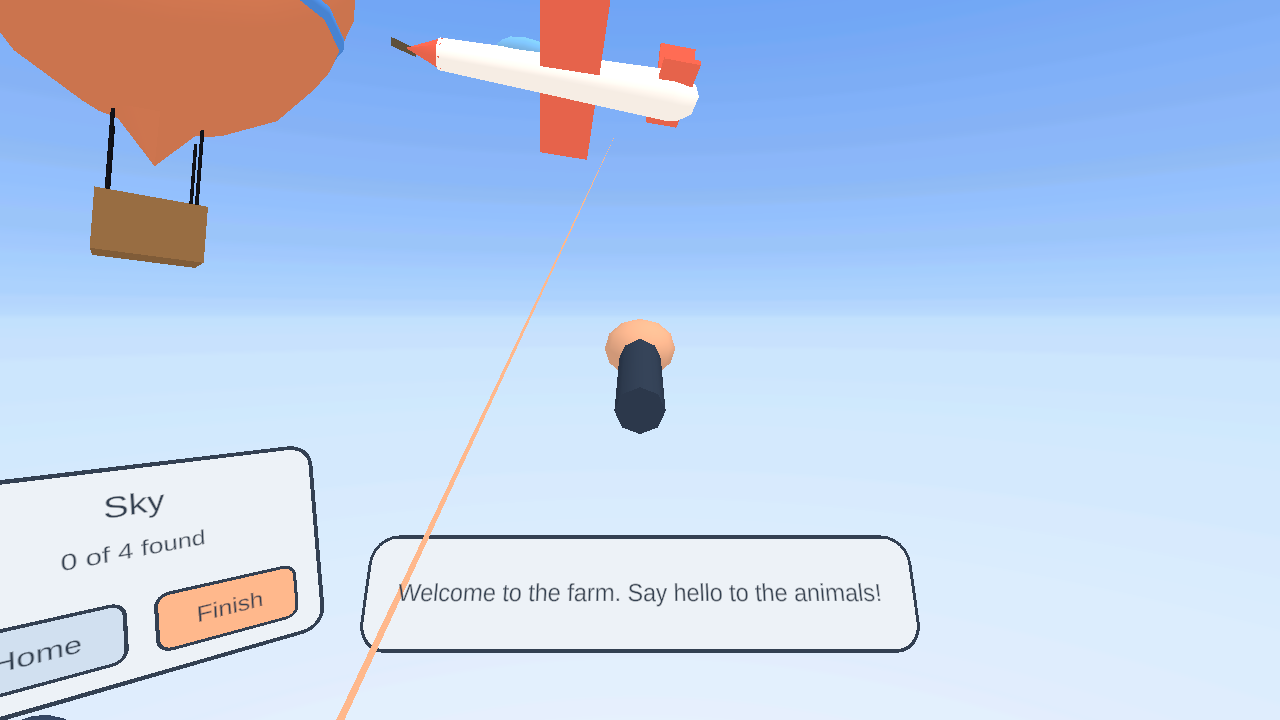 Sky
0 of 4 found
Home
Finish
Welcome to the farm. Say hello to the animals!